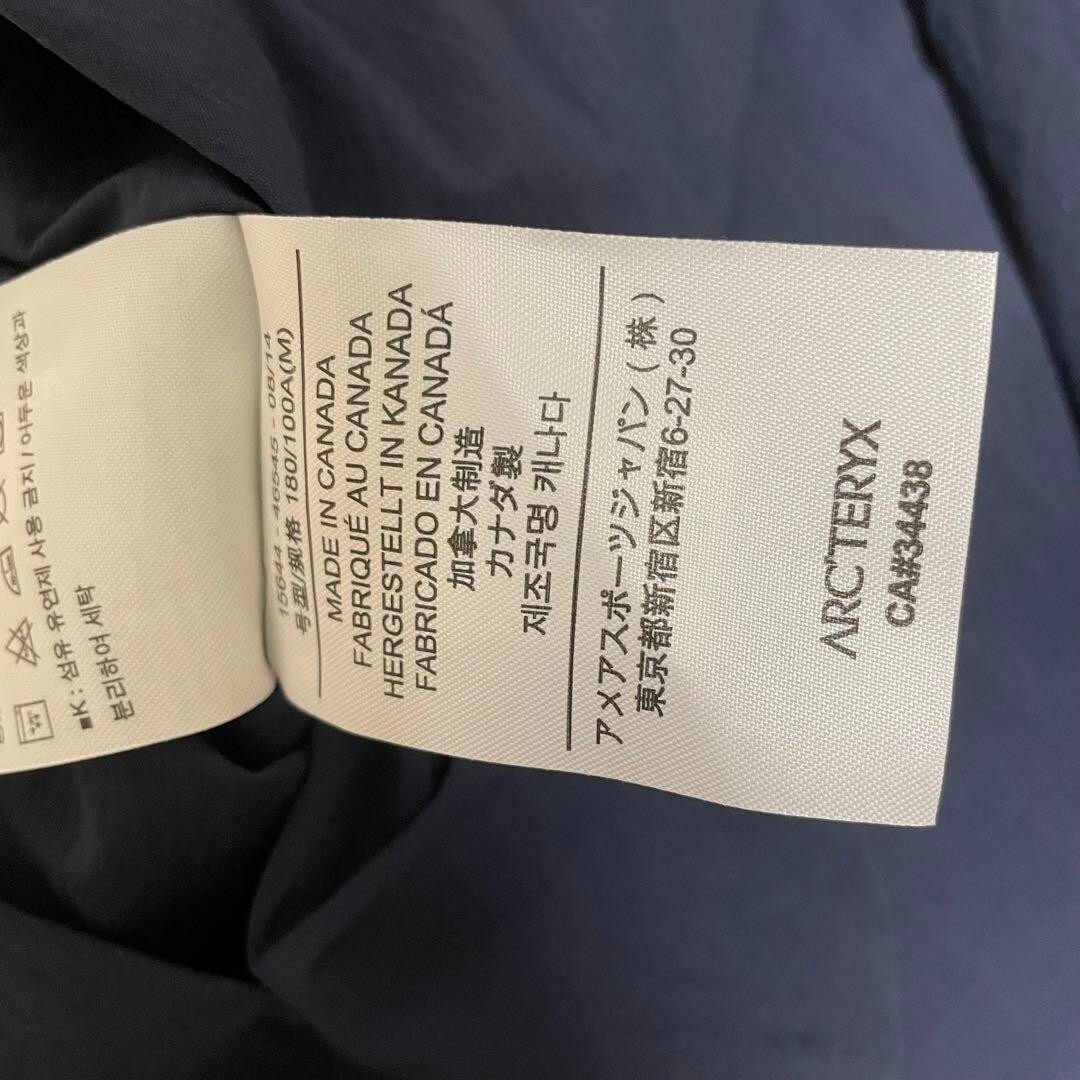 ■K: 섬유 유연제 사용 금지 / 어두운 색상과
분리하여 세탁
15644 - 46545 - 08/14
号型/规格 180/100A(M)
MADE IN CANADA
FABRIQUÉ AU CANADA
HERGESTELLT IN KANADA
FABRICADO EN CANADÁ
加拿大制造
カナダ製
제조국명 캐나다
アメアスポーツジャパン ( 株 )
東京都新宿区新宿6-27-30
ARC'TERYX
CA#34438